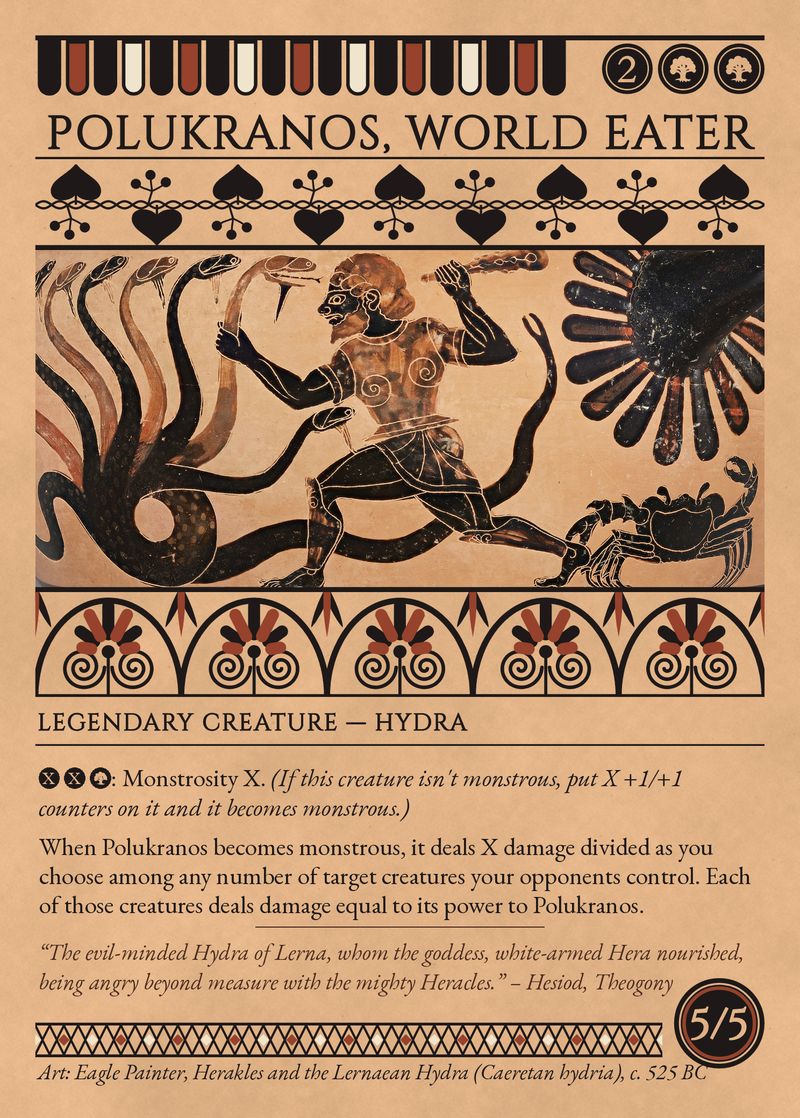 2
POLUKRANOS, WORLD EATER
LEGENDARY CREATURE — HYDRA
X X : Monstrosity X. (If this creature isn't monstrous, put X +1/+1
counters on it and it becomes monstrous.)
When Polukranos becomes monstrous, it deals X damage divided as you
choose among any number of target creatures your opponents control. Each
of those creatures deals damage equal to its power to Polukranos.
“The evil-minded Hydra of Lerna, whom the goddess, white-armed Hera nourished,
being angry beyond measure with the mighty Heracles.” – Hesiod, Theogony
5/5
Art: Eagle Painter, Herakles and the Lernaean Hydra (Caeretan hydria), c. 525 BC